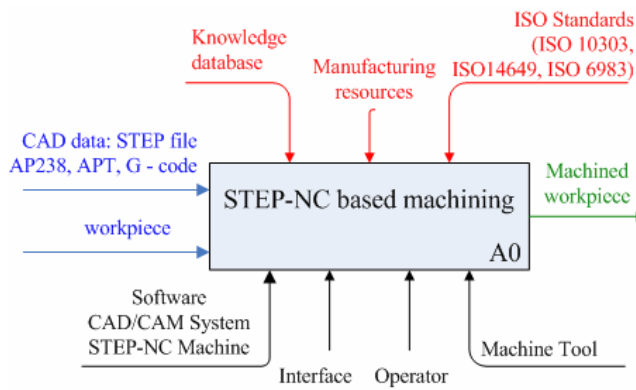 ISO Standards
(ISO 10303,
ISO14649, ISO 6983)
Knowledge
database
Manufacturing
resources
CAD data: STEP file
AP238, APT, G - code
workpiece
STEP-NC based machining
A0
Machined
workpiece
Software
CAD/CAM System
STEP-NC Machine
Interface
Operator
Machine Tool